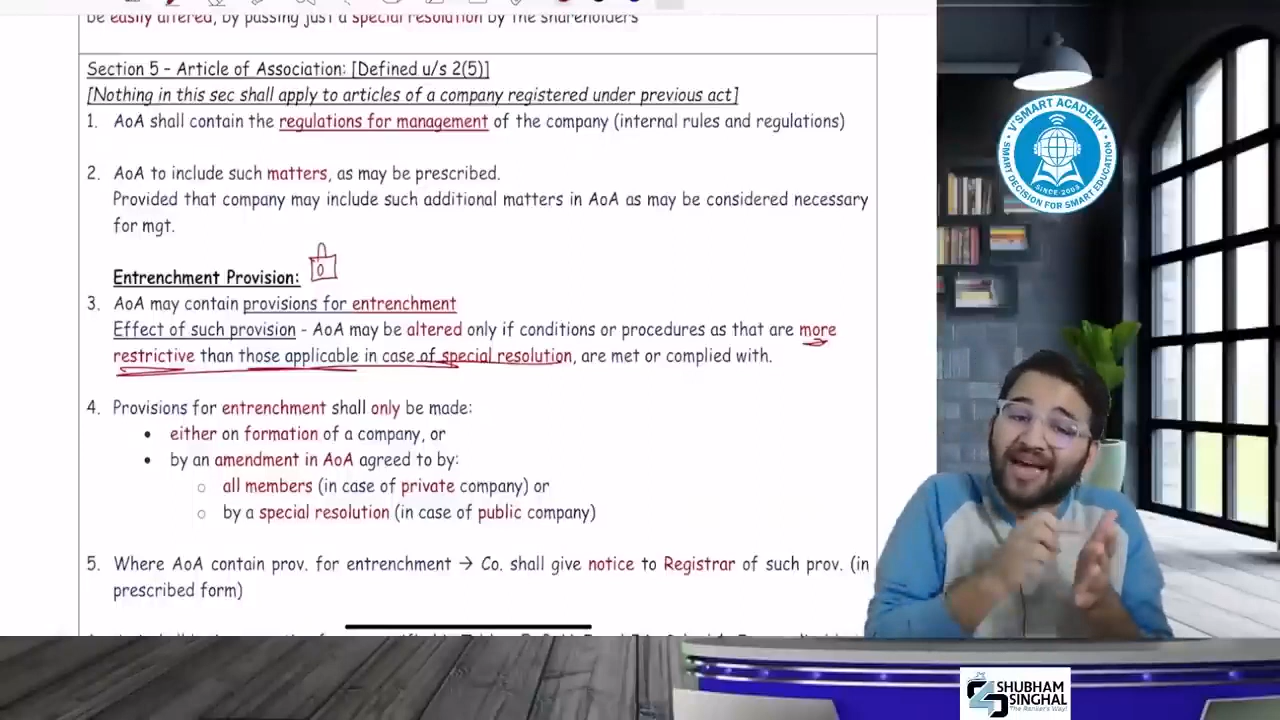 be easily altered, by passing just a special resolution by the shareholders
Section 5 – Article of Association: [Defined u/s 2(5)]
[Nothing in this sec shall apply to articles of a company registered under previous act]
1. AoA shall contain the regulations for management of the company (internal rules and regulations)
2. AoA to include such matters, as may be prescribed.
Provided that company may include such additional matters in AoA as may be considered necessary
for mgt.
Entrenchment Provision:
3. AoA may contain provisions for entrenchment
Effect of such provision - AoA may be altered only if conditions or procedures as that are more
restrictive than those applicable in case of special resolution, are met or complied with.
4. Provisions for entrenchment shall only be made:
• either on formation of a company, or
• by an amendment in AoA agreed to by:
○ all members (in case of private company) or
○ by a special resolution (in case of public company)
5. Where AoA contain prov. for entrenchment → Co. shall give notice to Registrar of such prov. (in
prescribed form)
V'SMART ACADEMY
SINCE-2003
SMART DECISION FOR SMART EDUCATION
SHUBHAM
SINGHAL
The Ranker's Way!